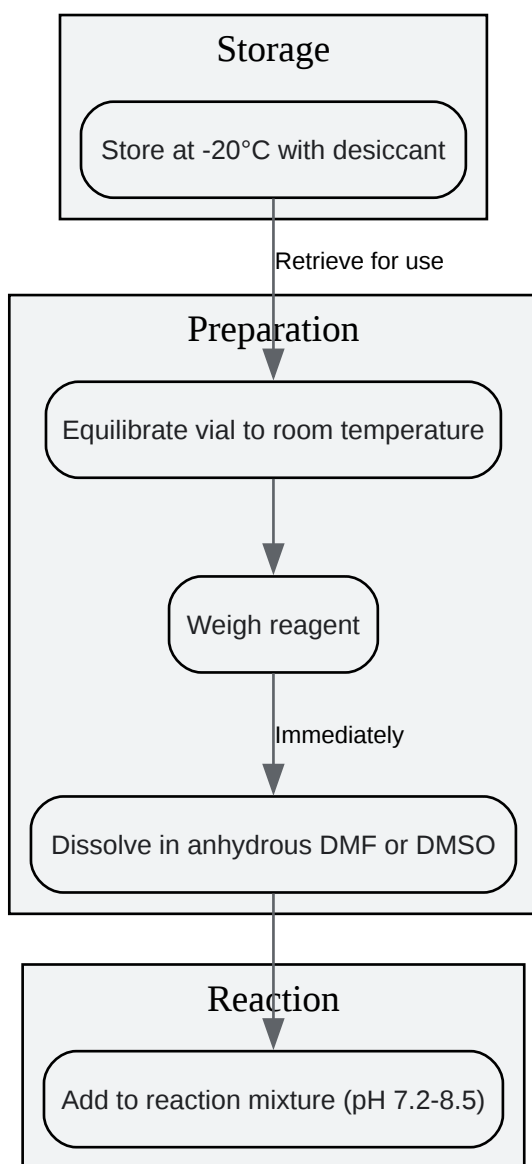 Storage
Store at -20°C with desiccant
Retrieve for use
Preparation
Equilibrate vial to room temperature
Weigh reagent
Immediately
Dissolve in anhydrous DMF or DMSO
Reaction
Add to reaction mixture (pH 7.2-8.5)